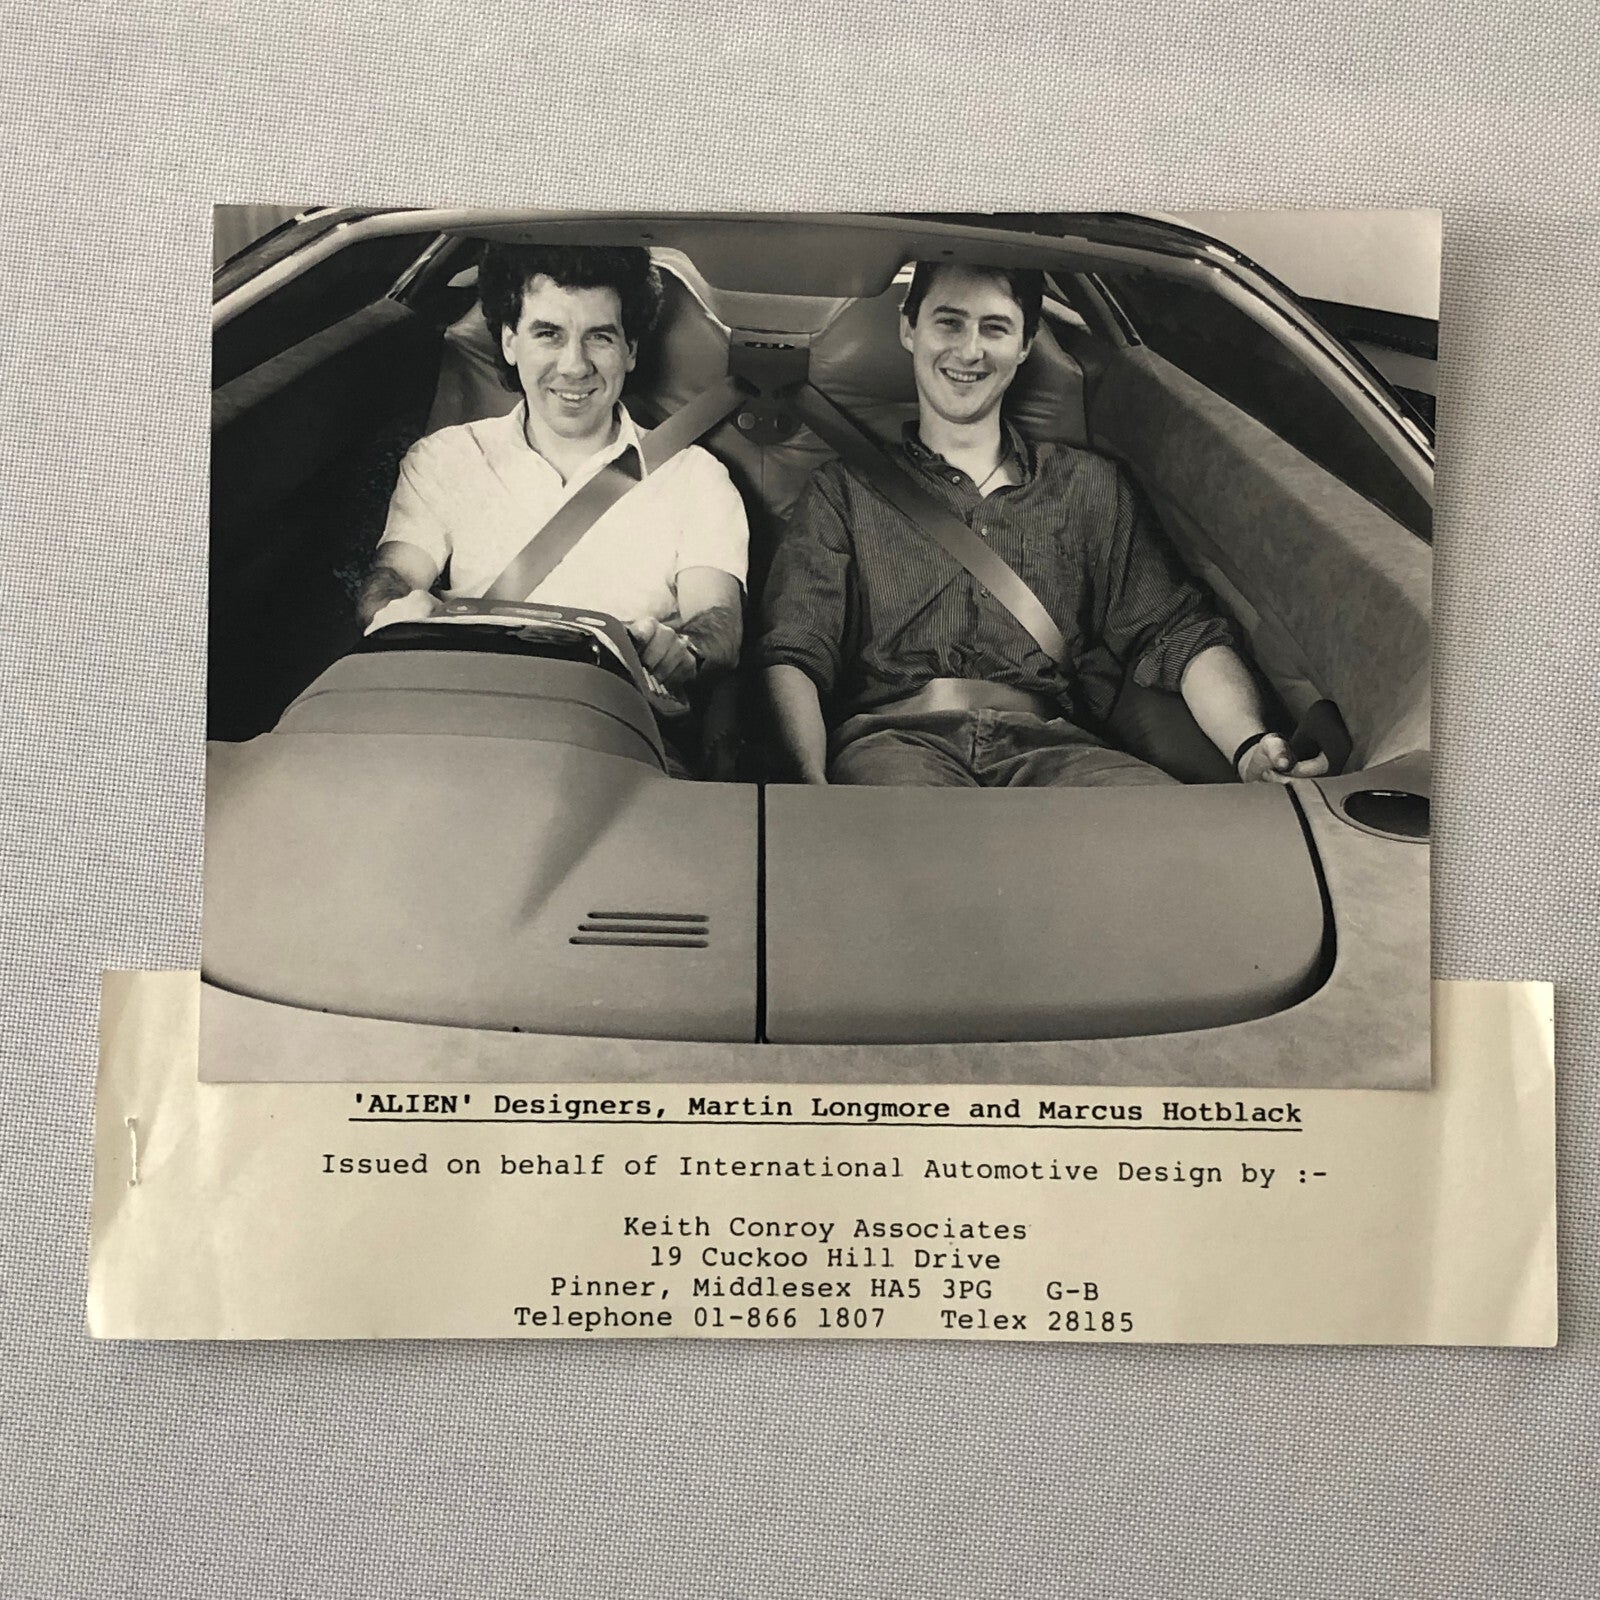 'ALIEN' Designers, Martin Longmore and Marcus Hotblack
Issued on behalf of International Automotive Design by :-
Keith Conroy Associates
19 Cuckoo Hill Drive
Pinner, Middlesex HA5 3PG G-B
Telephone 01-866 1807 Telex 28185